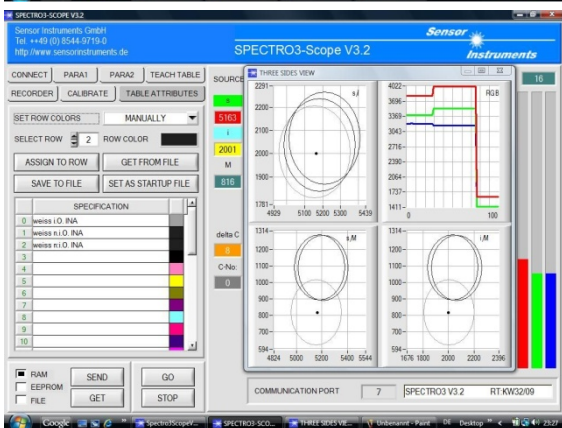 SPECTRO3-SCOPE V3.2
Sensor Instruments GmbH
Tel. ++49 (0) 8544-9719-0
http://www.sensorinstruments.de
SPECTRO3-Scope V3.2
Sensor
Instruments
CONNECT PARA1 PARA2 TEACH TABLE
RECORDER CALIBRATE TABLE ATTRIBUTES
SET ROW COLORS MANUALLY
SELECT ROW 2 ROW COLOR
ASSIGN TO ROW GET FROM FILE
SAVE TO FILE SET AS STARTUP FILE
SPECIFICATION
0 weiss i.O. INA
1 weiss n.i.O. INA
2 weiss n.i.O. INA
3
4
5
6
7
8
9
10
RAM
EEPROM
FILE
SEND GO
GET STOP
SOURCE
s
5163
i
2001
M
816
delta C
8
C-No:
0
THREE SIDES VIEW
16
2291
2200
2100
2000
1900
1781
s,i
4929 5100 5200 5300 5439
4022
3696
3369
3043
2716
2390
2064
1737
1411
RGB
0 100
1314
1200
1100
1000
900
800
700
594
s,M
4824 5000 5200 5400 5544
1314
1200
1100
1000
900
800
700
594
i,M
1676 1800 2000 2200 2396
COMMUNICATION PORT 7 SPECTRO3 V3.2 RT:KW32/09
Google
Spectro3ScopeV...
SPECTRO3-SCO...
THREE SIDES VIE...
Unbenannt - Paint
DE Desktop
23:27